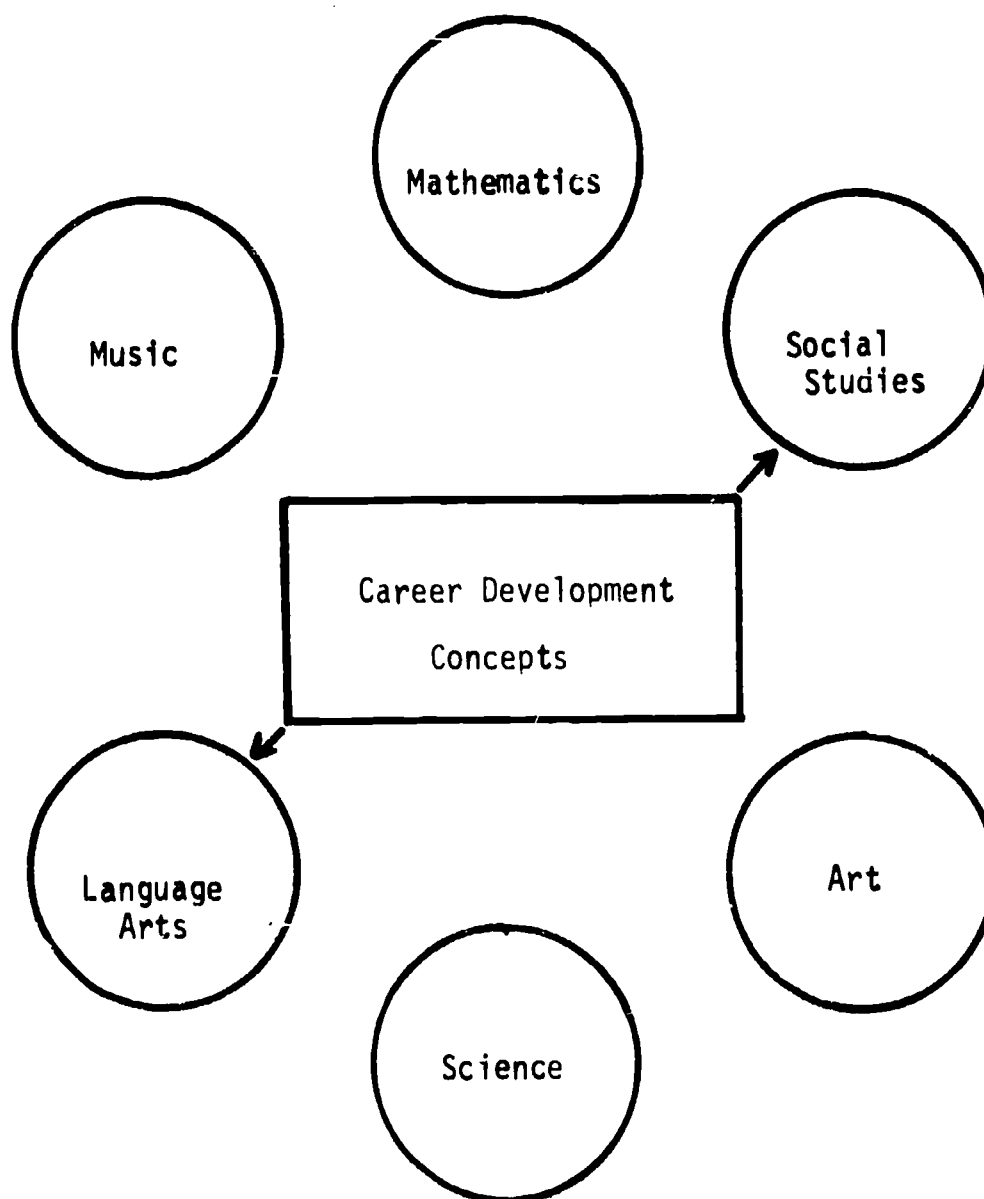 Mathematics
Music
Social
Studies
Career Development
Concepts
Language
Arts
Art
Science